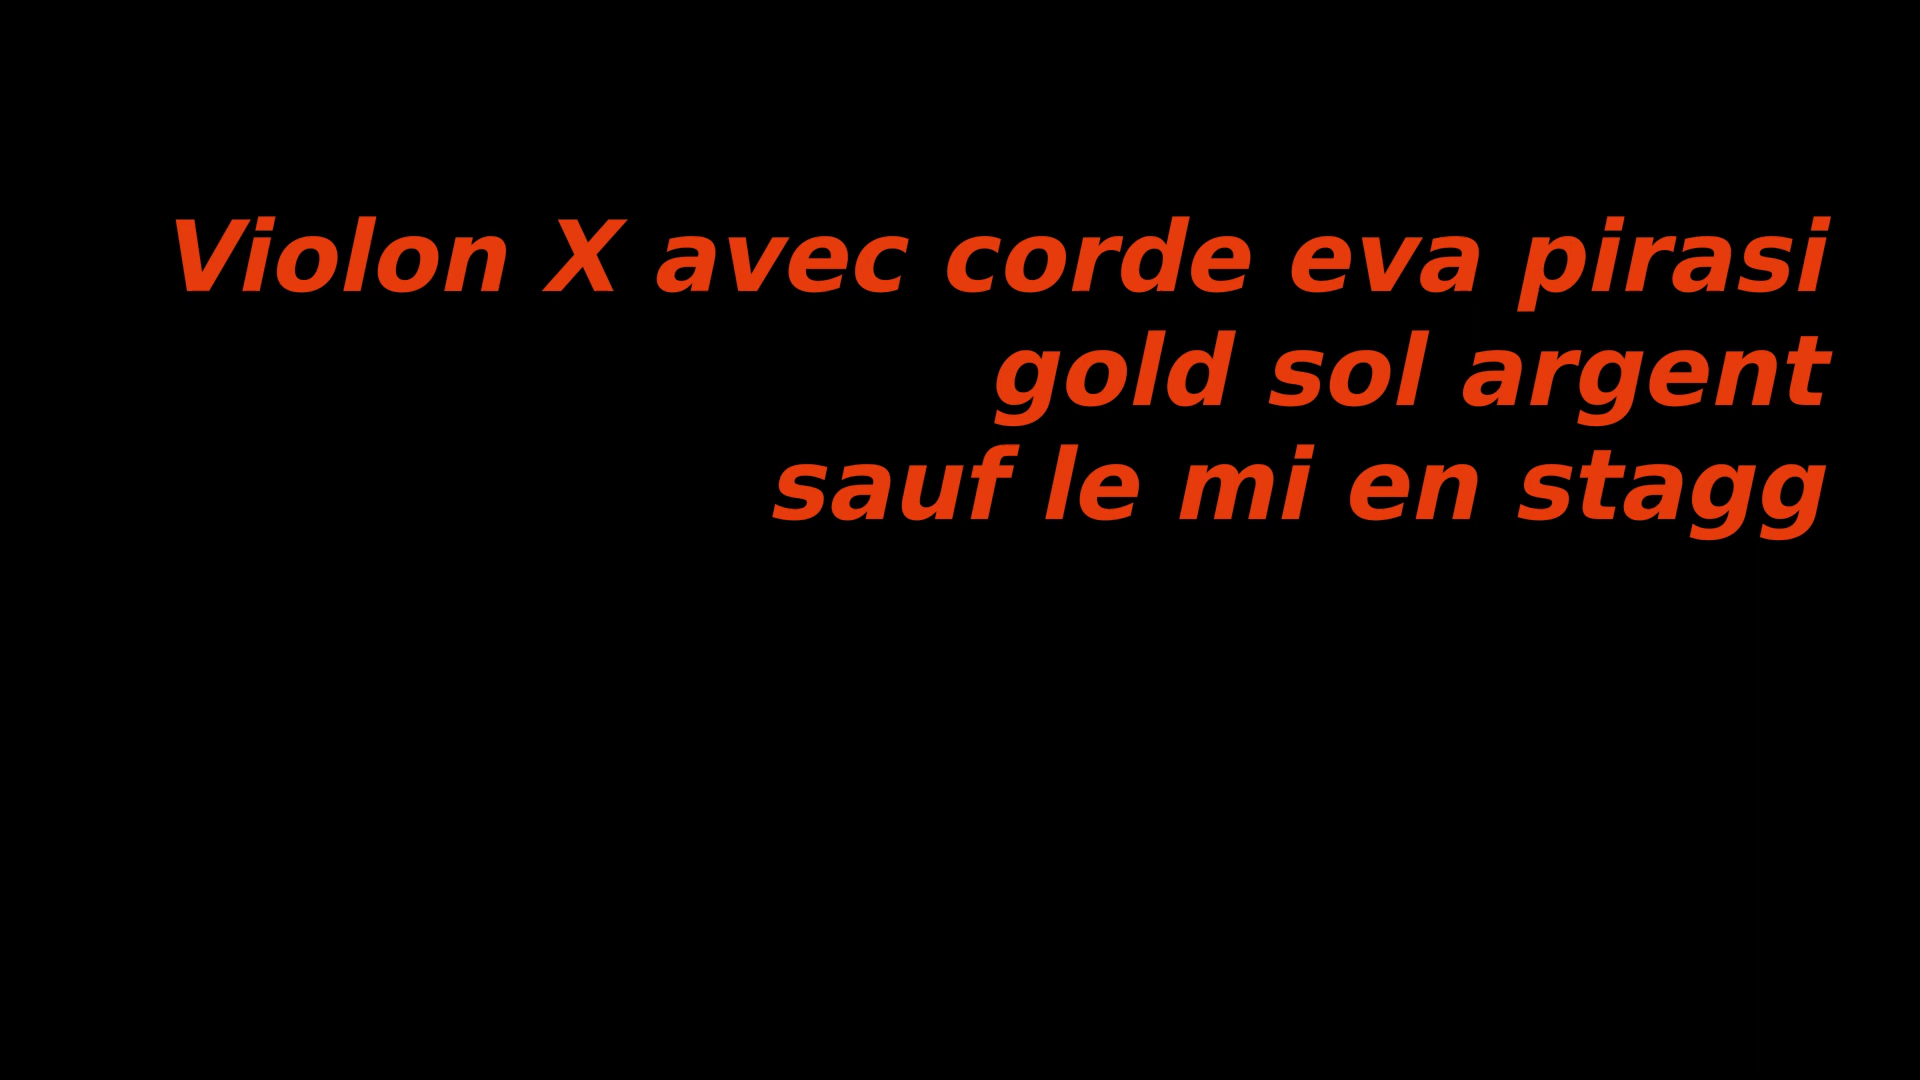 Violon X avec corde eva pirasi
gold sol argent
sauf le mi en stagg